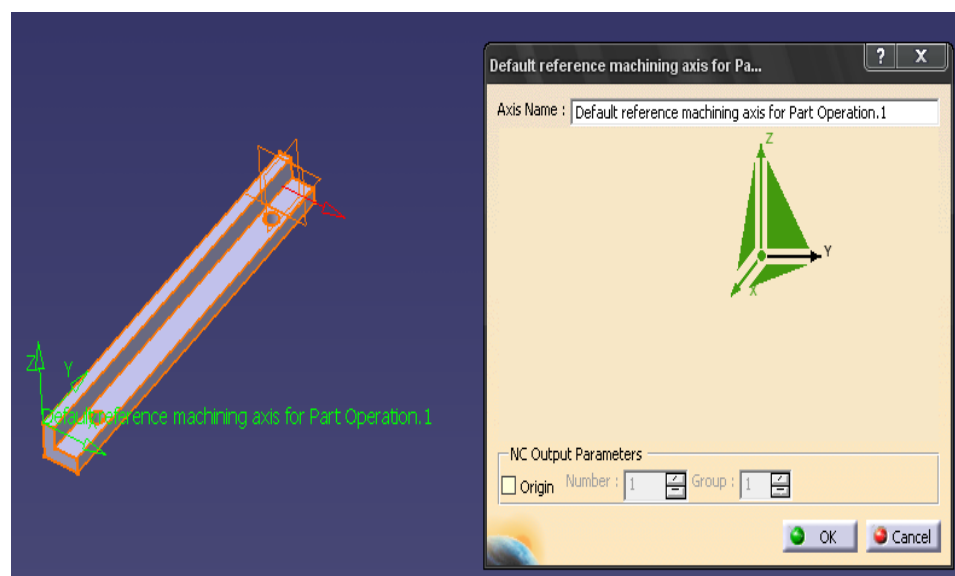 Default reference machining axis for Pa...
? X
Axis Name : Default reference machining axis for Part Operation.1
Z
Y
X
Z
Y
Default reference machining axis for Part Operation.1
NC Output Parameters
Origin Number : 1 Group : 1
OK Cancel